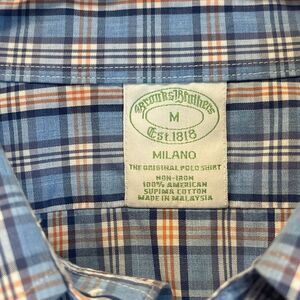 Brooks Brothers
M
Est. 1818
MILANO
THE ORIGINAL POLO SHIRT
NON-IRON
100% AMERICAN
SUPIMA COTTON
MADE IN MALAYSIA